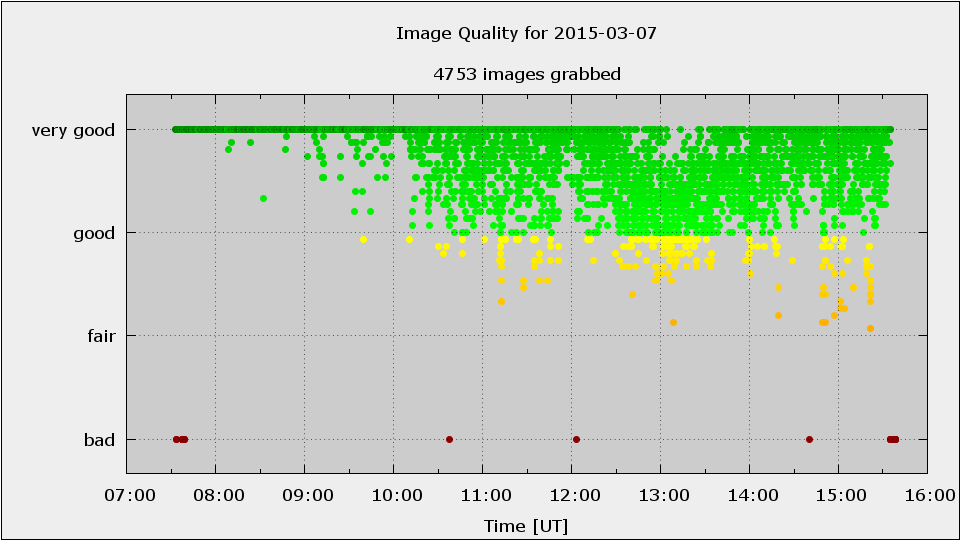 Image Quality for 2015-03-07
4753 images grabbed
very good
good
fair
bad
07:00 08:00 09:00 10:00 11:00 12:00 13:00 14:00 15:00 16:00
Time [UT]